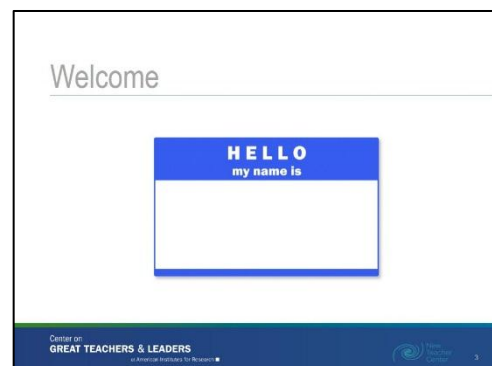 Welcome
HELLO
my name is
Center on
GREAT TEACHERS & LEADERS
at American Institutes for Research
New
Teacher
Center
3